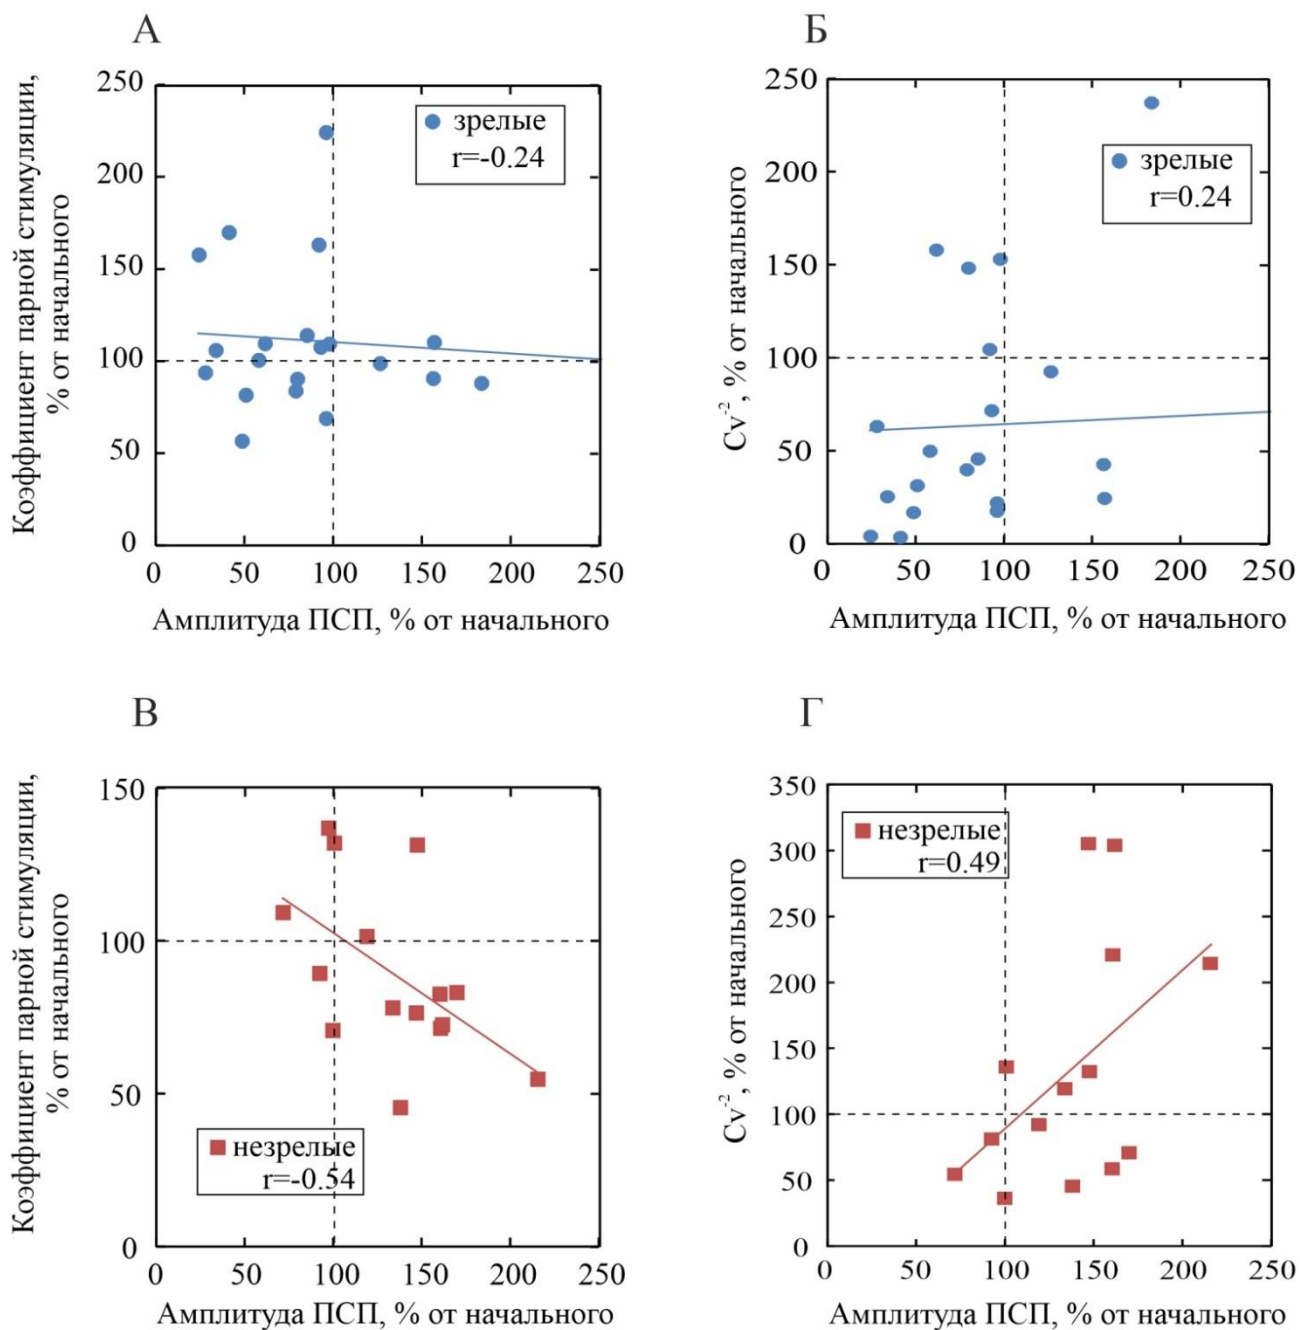 А
Коэффициент парной стимуляции,
% от начального
250
200
150
100
50
0
зрелые
r=-0.24
0 50 100 150 200 250
Амплитуда ПСП, % от начального
Б
Cv-2, % от начального
250
200
150
100
50
0
зрелые
r=0.24
0 50 100 150 200 250
Амплитуда ПСП, % от начального
В
Коэффициент парной стимуляции,
% от начального
150
100
50
0
незрелые
r=-0.54
0 50 100 150 200 250
Амплитуда ПСП, % от начального
Г
Cv-2, % от начального
350
300
250
200
150
100
50
0
незрелые
r=0.49
0 50 100 150 200 250
Амплитуда ПСП, % от начального